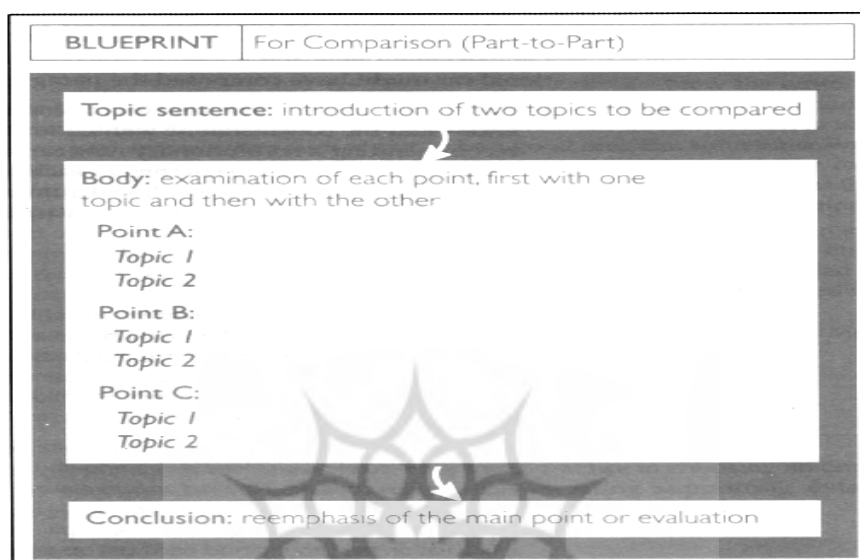 BLUEPRINT For Comparison (Part-to-Part)
Topic sentence: introduction of two topics to be compared
Body: examination of each point, first with one
topic and then with the other
Point A:
Topic 1
Topic 2
Point B:
Topic 1
Topic 2
Point C:
Topic 1
Topic 2
Conclusion: reemphasis of the main point or evaluation